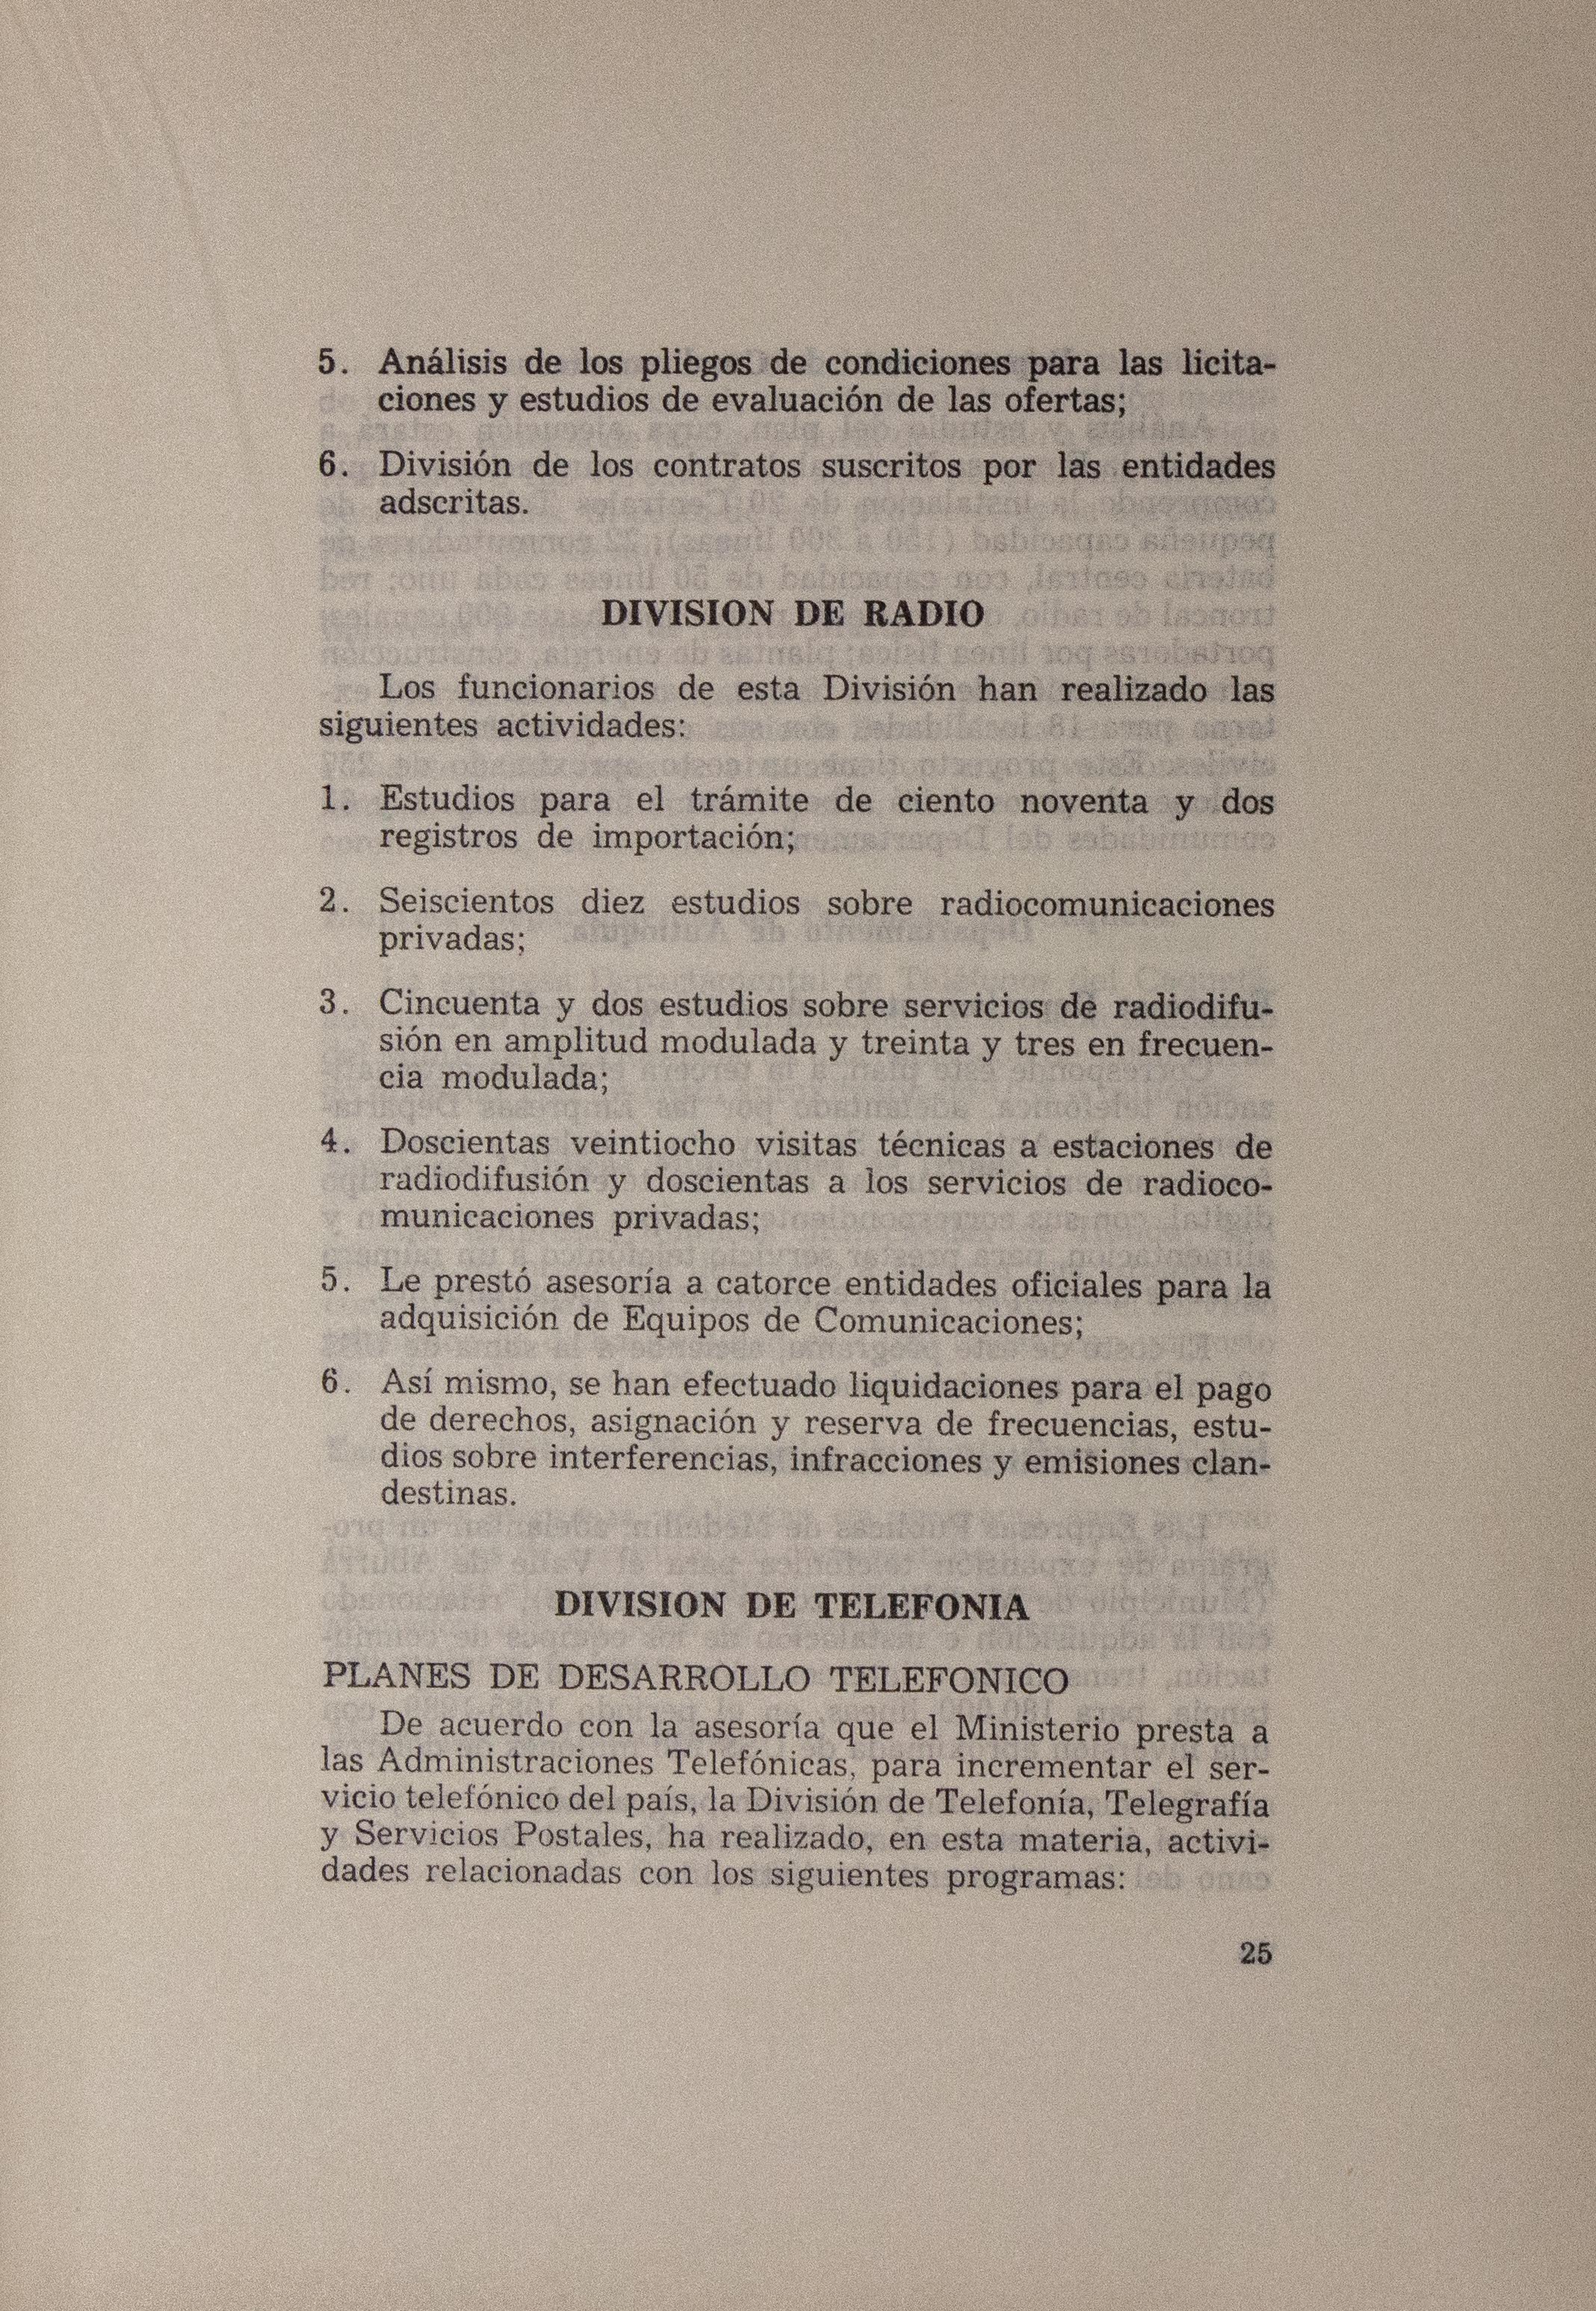 5. Análisis de los pliegos de condiciones para las licita-
ciones y estudios de evaluación de las ofertas;
6. División de los contratos suscritos por las entidades
adscritas.
DIVISION DE RADIO
Los funcionarios de esta División han realizado las
siguientes actividades:
1. Estudios para el trámite de ciento noventa y dos
registros de importación;
2. Seiscientos diez estudios sobre radiocomunicaciones
privadas;
3. Cincuenta y dos estudios sobre servicios de radiodifu-
sión en amplitud modulada y treinta y tres en frecuen-
cia modulada;
4. Doscientas veintiocho visitas técnicas a estaciones de
radiodifusión y doscientas a los servicios de radioco-
municaciones privadas;
5. Le prestó asesoría a catorce entidades oficiales para la
adquisición de Equipos de Comunicaciones;
6. Así mismo, se han efectuado liquidaciones para el pago
de derechos, asignación y reserva de frecuencias, estu-
dios sobre interferencias, infracciones y emisiones clan-
destinas.
DIVISION DE TELEFONIA
PLANES DE DESARROLLO TELEFONICO
De acuerdo con la asesoría que el Ministerio presta a
las Administraciones Telefónicas, para incrementar el ser-
vicio telefónico del país, la División de Telefonía, Telegrafía
y Servicios Postales, ha realizado, en esta materia, activi-
dades relacionadas con los siguientes programas:
25